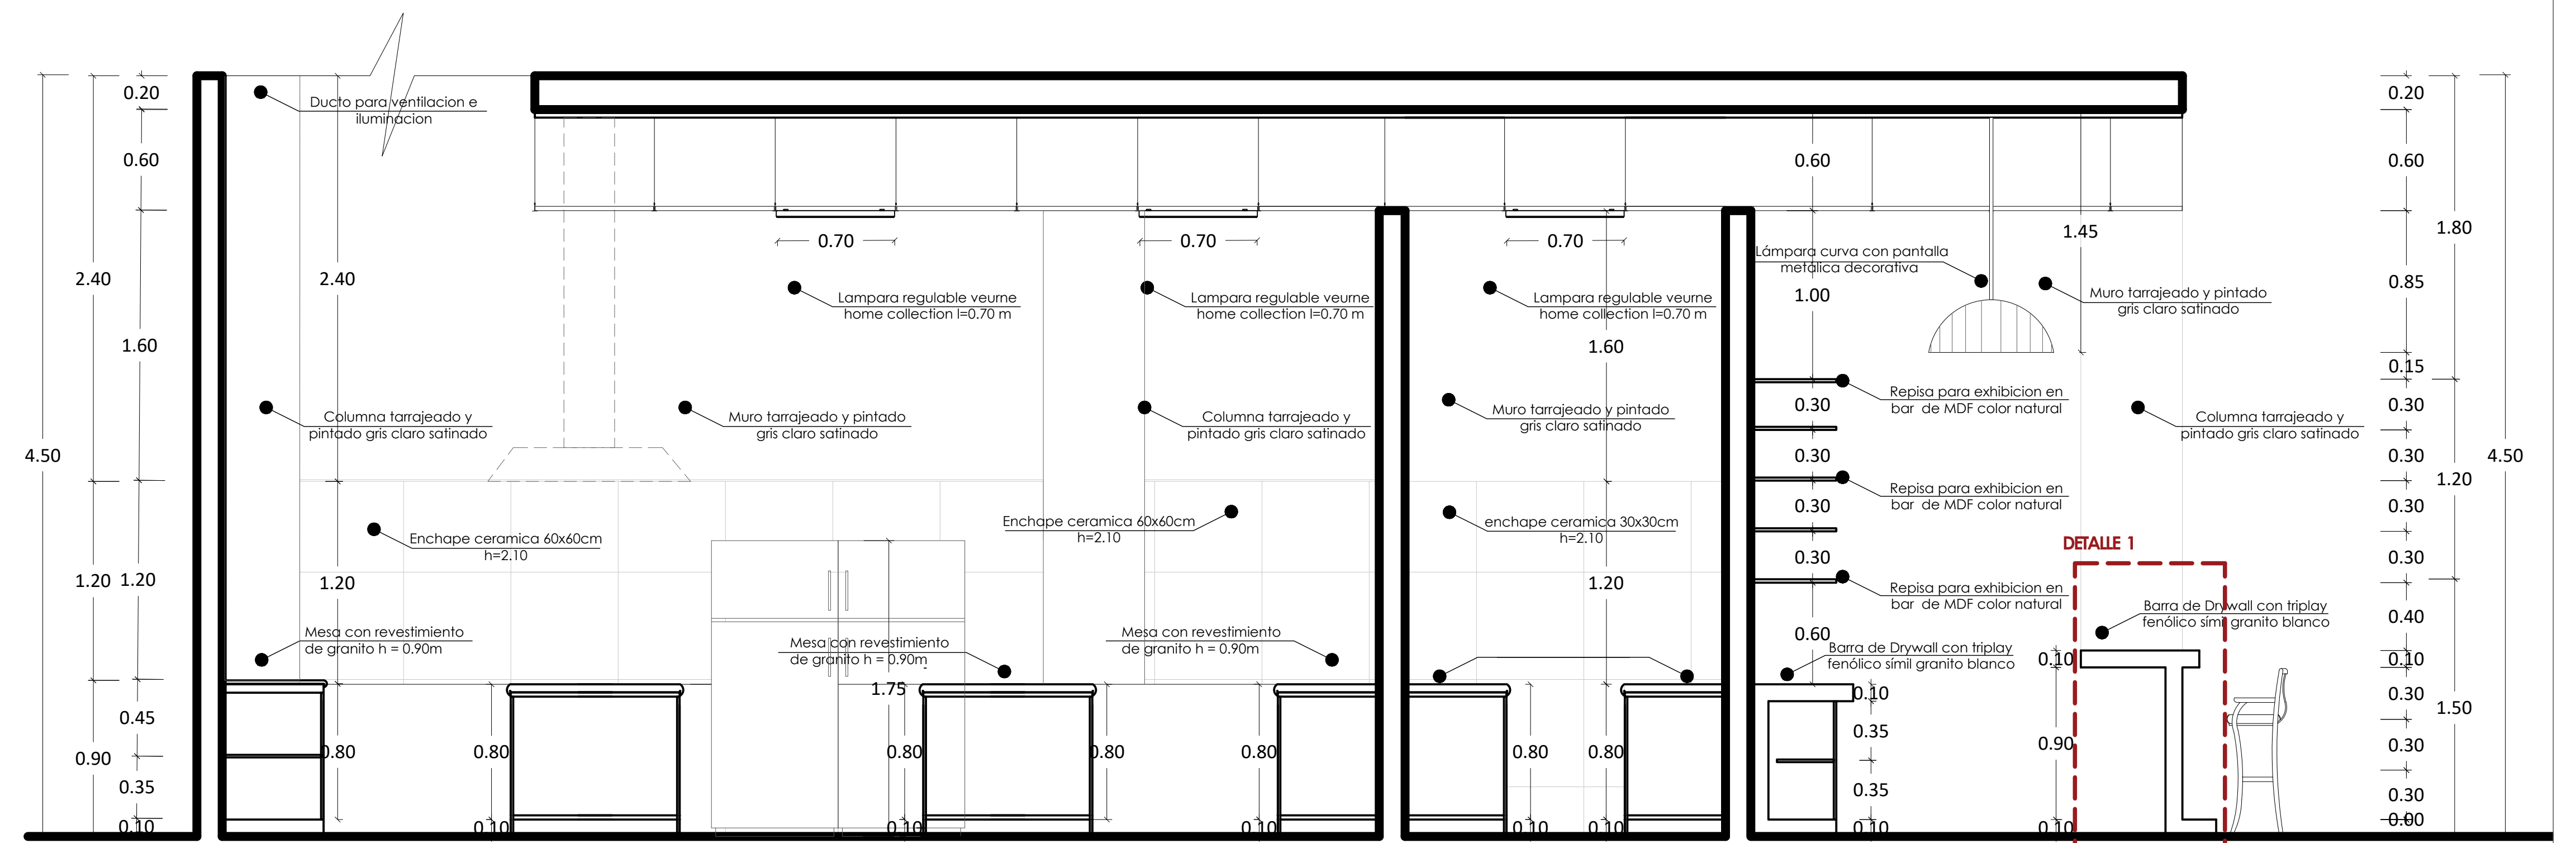 0.20
Ducto para ventilacion e
iluminacion
0.20
0.60
0.60
0.60
1.80
0.70
0.70
0.70
1.45
Lámpara curva con pantalla
metálica decorativa
2.40
2.40
0.85
Lampara regulable veurne
home collection l=0.70 m
Lampara regulable veurne
home collection l=0.70 m
Lampara regulable veurne
home collection l=0.70 m
1.00
Muro tarrajeado y pintado
gris claro satinado
1.60
1.60
0.15
Repisa para exhibicion en
bar de MDF color natural
0.30
0.30
Columna tarrajeado y
pintado gris claro satinado
Muro tarrajeado y pintado
gris claro satinado
Columna tarrajeado y
pintado gris claro satinado
Muro tarrajeado y pintado
gris claro satinado
Columna tarrajeado y
pintado gris claro satinado
4.50
0.30
0.30
4.50
1.20
Repisa para exhibicion en
bar de MDF color natural
0.30
0.30
Enchape ceramica 60x60cm
h=2.10
Enchape ceramica 60x60cm
h=2.10
enchape ceramica 30x30cm
h=2.10
DETALLE 1
0.30
0.30
1.20
1.20
1.20
1.20
Repisa para exhibicion en
bar de MDF color natural
Barra de Drywall con triplay
fenólico símil granito blanco
0.40
Mesa con revestimiento
de granito h = 0.90m
Mesa con revestimiento
de granito h = 0.90m
Mesa con revestimiento
de granito h = 0.90m
0.60
Barra de Drywall con triplay
fenólico símil granito blanco
0.10
0.10
1.75
0.10
0.30
0.45
1.50
0.35
0.90
0.80
0.80
0.80
0.80
0.80
0.80
0.80
0.90
0.30
0.35
0.35
0.30
0.10
0.10
0.10
0.10
0.10
0.10
0.10
0.10
0.00